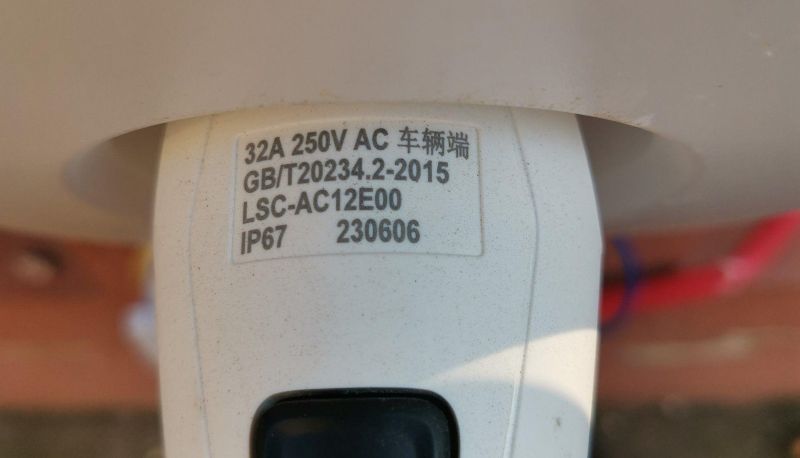 32A 250V AC 车辆端
GB/T20234.2-2015
LSC-AC12E00
IP67 230606